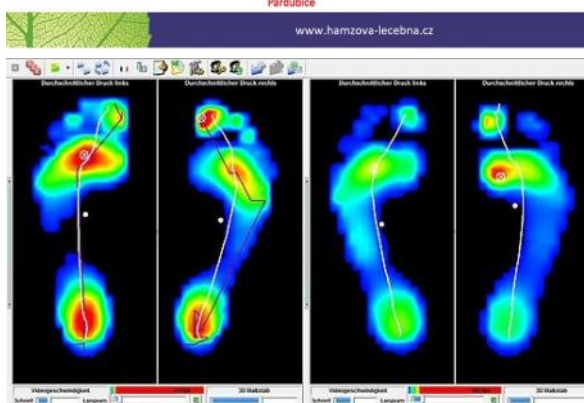 Pardubice
www.hamzova-lecebna.cz
Durchschnittlicher Druck links
Durchschnittlicher Druck rechts
Durchschnittlicher Druck links
Durchschnittlicher Druck rechts
Videogeschwindigkeit
3D Maßstab
Videogeschwindigkeit
3D Maßstab
Schnell
Langsam
Schnell
Langsam